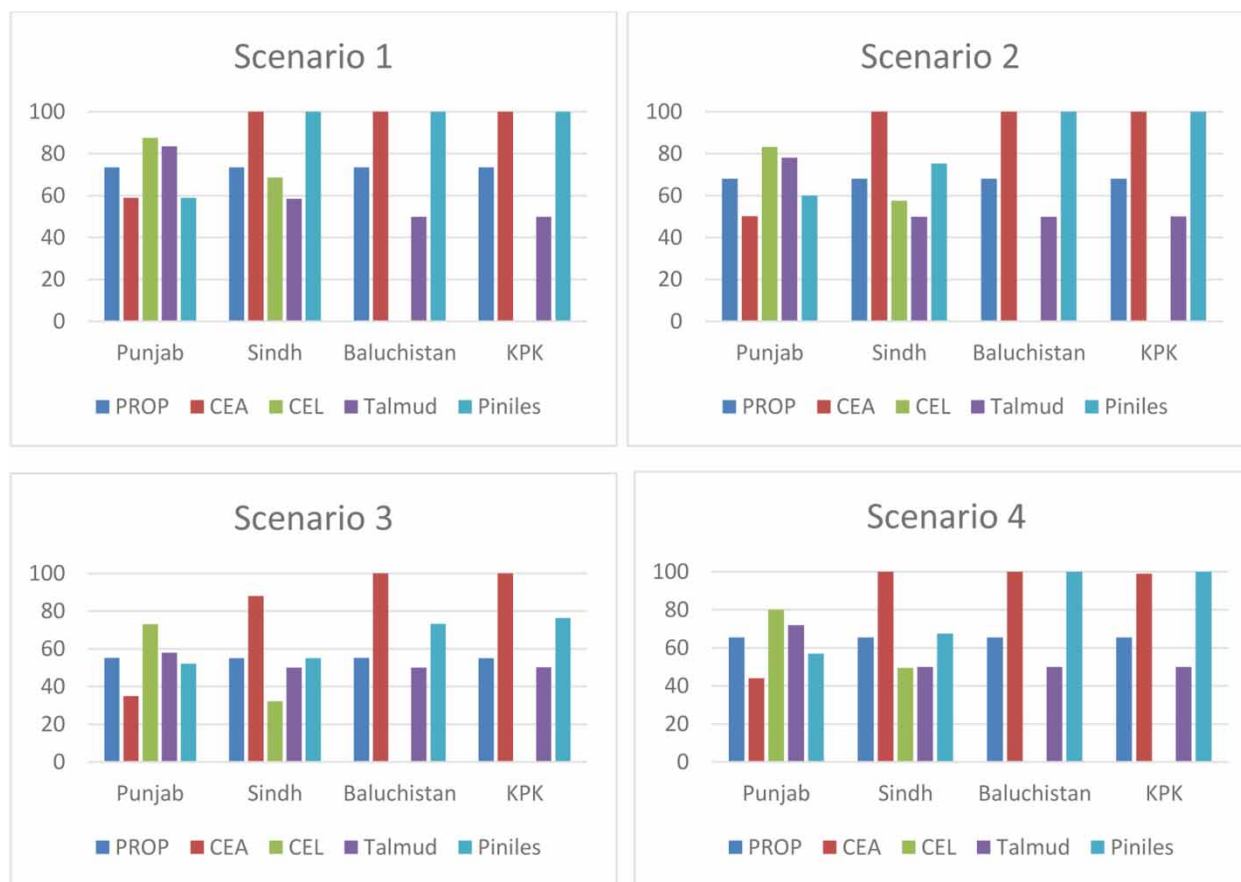 Scenario 1
100
80
60
40
20
0
Punjab Sindh Baluchistan KPK
PROP CEA CEL Talmud Piniles
Scenario 2
100
80
60
40
20
0
Punjab Sindh Baluchistan KPK
PROP CEA CEL Talmud Piniles
Scenario 3
100
80
60
40
20
0
Punjab Sindh Baluchistan KPK
PROP CEA CEL Talmud Piniles
Scenario 4
100
80
60
40
20
0
Punjab Sindh Baluchistan KPK
PROP CEA CEL Talmud Piniles